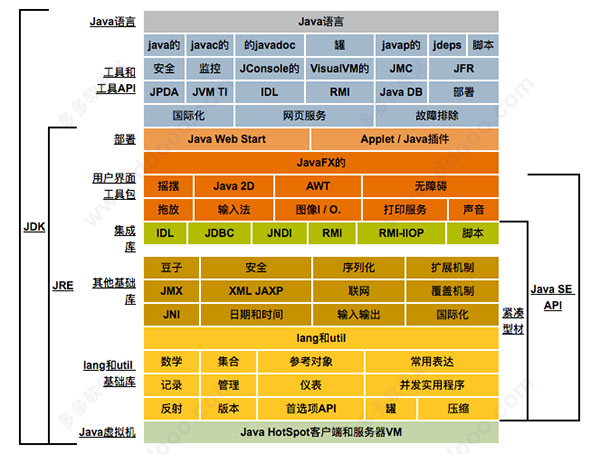 Java语言 Java语言
java的 javac的 的javadoc 罐 javap的 jdeps 脚本
工具和
工具API
安全 监控 JConsole的 VisualVM的 JMC JFR
JPDA JVM TI IDL RMI Java DB 部署
国际化 网页服务 故障排除
部署 Java Web Start Applet / Java插件
JavaFX的
用户界面
工具包
摇摆 Java 2D AWT 无障碍
拖放 输入法 图像I / O. 打印服务 声音
集成
库
IDL JDBC JNDI RMI RMI-IIOP 脚本
JDK
JRE
其他基础
库
豆子 安全 序列化 扩展机制
JMX XML JAXP 联网 覆盖机制
JNI 日期和时间 输入输出 国际化
紧凑
型材
Java SE
API
lang和util
lang和util
基础库
数学 集合 参考对象 常用表达
记录 管理 仪表 并发实用程序
反射 版本 首选项API 罐 压缩
Java虚拟机 Java HotSpot客户端和服务器VM